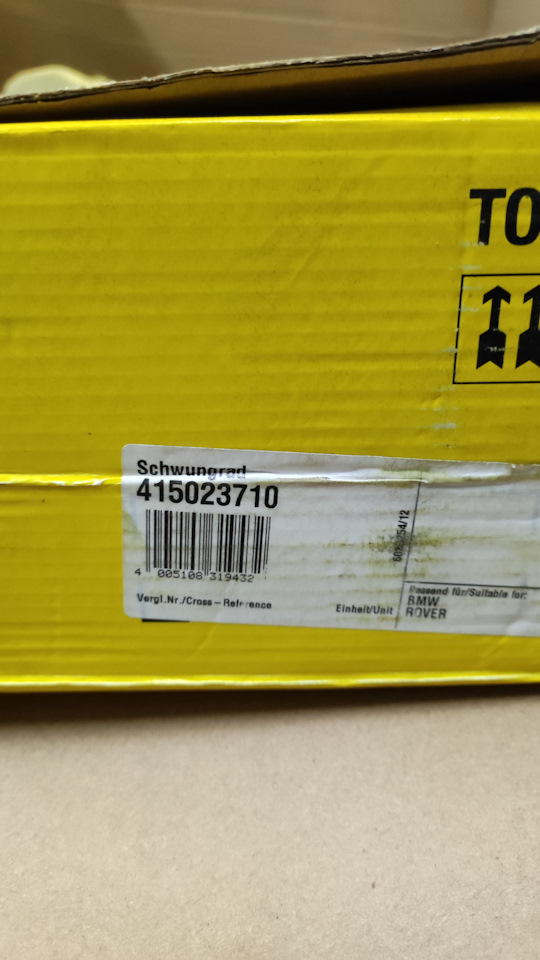 TO
Schwungrad
415023710
4 005108 319432
Vergl.Nr./Cross-Reference
Einheit/Unit
Passend für/Suitable for:
BMW
ROVER